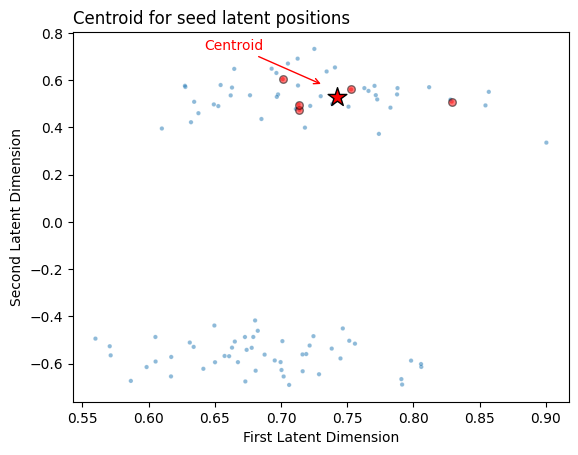 Centroid for seed latent positions
Centroid
0.8
0.6
0.4
0.2
0.0
−0.2
−0.4
−0.6
Second Latent Dimension
0.55 0.60 0.65 0.70 0.75 0.80 0.85 0.90
First Latent Dimension